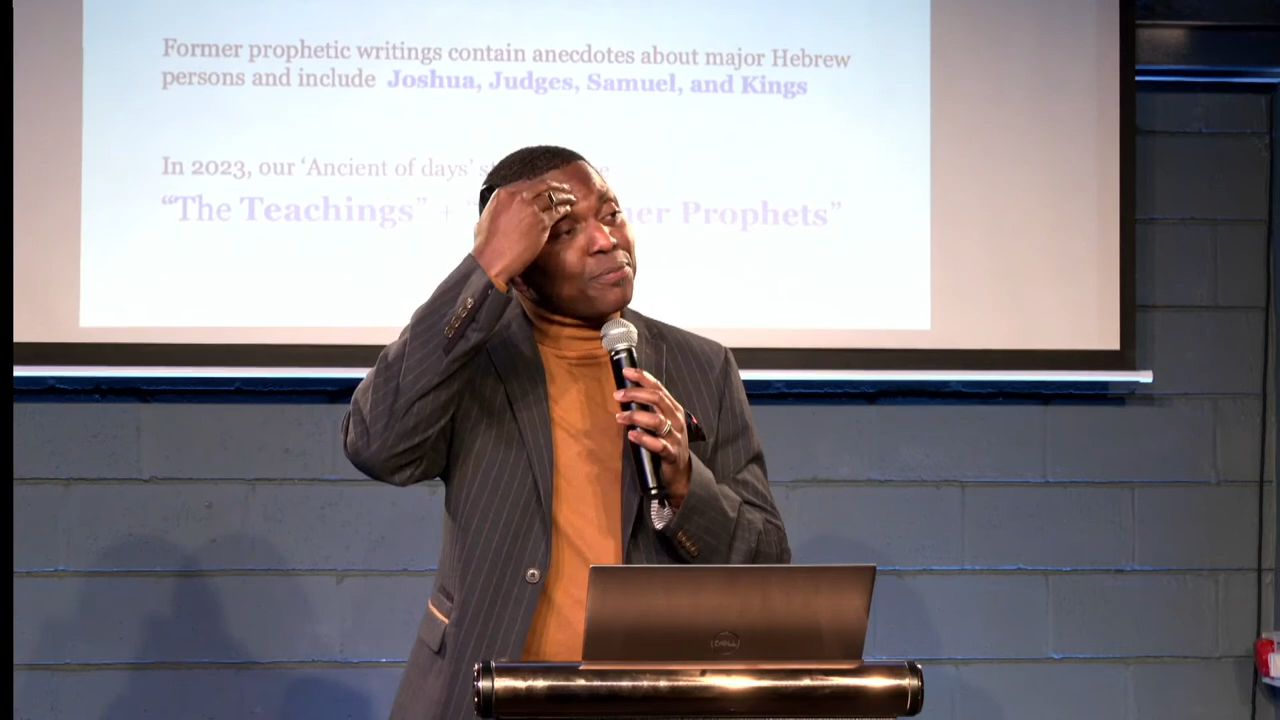 Former prophetic writings contain anecdotes about major Hebrew
persons and include Joshua, Judges, Samuel, and Kings
In 2023, our ‘Ancient of days’
“The Teachings” + “ Prophets”
DELL